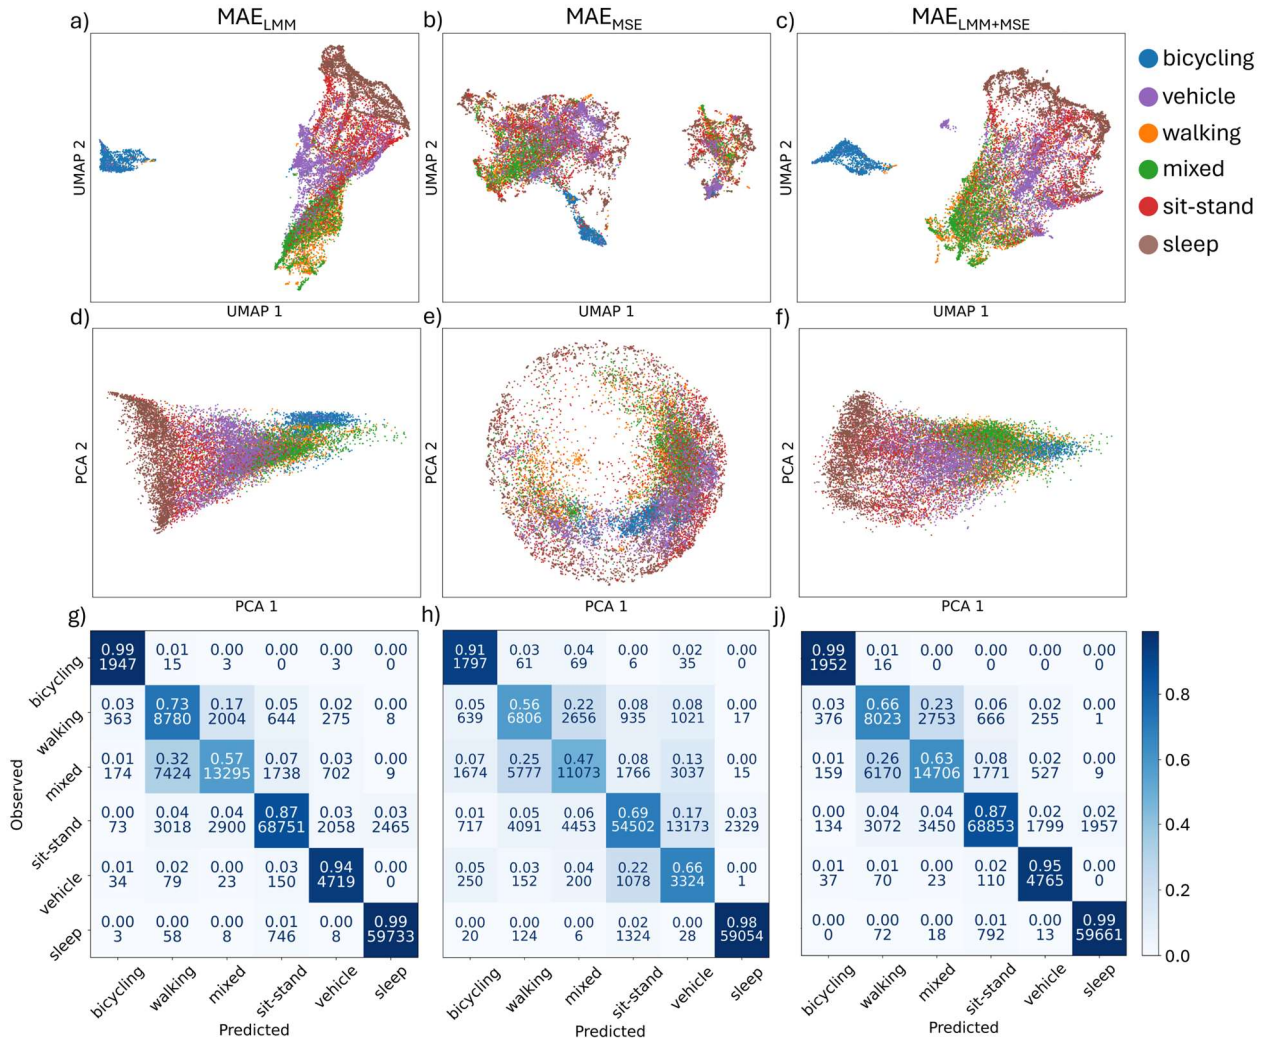 a) MAE_LMM
b) MAE_MSE
c) MAE_LMM+MSE
UMAP 2
UMAP 1
UMAP 2
UMAP 1
UMAP 2
UMAP 1
bicycling
vehicle
walking
mixed
sit-stand
sleep
d)
PCA 2
PCA 1
e)
PCA 2
PCA 1
f)
PCA 2
PCA 1
g)
Observed
bicycling
0.99 0.01 0.00 0.00 0.00 0.00
1947 15 3 0 3 0
walking
0.03 0.73 0.17 0.05 0.02 0.00
363 8780 2004 644 275 8
mixed
0.01 0.32 0.57 0.07 0.03 0.00
174 7424 13295 1738 702 9
sit-stand
0.00 0.04 0.04 0.87 0.03 0.03
73 3018 2900 68751 2058 2465
vehicle
0.01 0.02 0.00 0.03 0.94 0.00
34 79 23 150 4719 0
sleep
0.00 0.00 0.00 0.01 0.00 0.99
3 58 8 746 8 59733
bicycling walking mixed sit-stand vehicle sleep
Predicted
h)
0.91 0.03 0.04 0.00 0.02 0.00
1797 61 69 6 35 0
0.05 0.56 0.22 0.08 0.08 0.00
639 6806 2656 935 1021 17
0.07 0.25 0.47 0.08 0.13 0.00
1674 5777 11073 1766 3037 15
0.01 0.05 0.06 0.69 0.17 0.03
717 4091 4453 54502 13173 2329
0.05 0.03 0.04 0.22 0.66 0.00
250 152 200 1078 3324 1
0.00 0.00 0.00 0.02 0.00 0.98
20 124 6 1324 28 59054
bicycling walking mixed sit-stand vehicle sleep
Predicted
j)
0.99 0.01 0.00 0.00 0.00 0.00
1952 16 0 0 0 0
0.03 0.66 0.23 0.06 0.02 0.00
376 8023 2753 666 255 1
0.01 0.26 0.63 0.08 0.02 0.00
159 6170 14706 1771 527 9
0.00 0.04 0.04 0.87 0.02 0.02
134 3072 3450 68853 1799 1957
0.01 0.01 0.00 0.02 0.95 0.00
37 70 23 110 4765 0
0.00 0.00 0.00 0.01 0.00 0.99
0 72 18 792 13 59661
bicycling walking mixed sit-stand vehicle sleep
Predicted
0.8
0.6
0.4
0.2
0.0